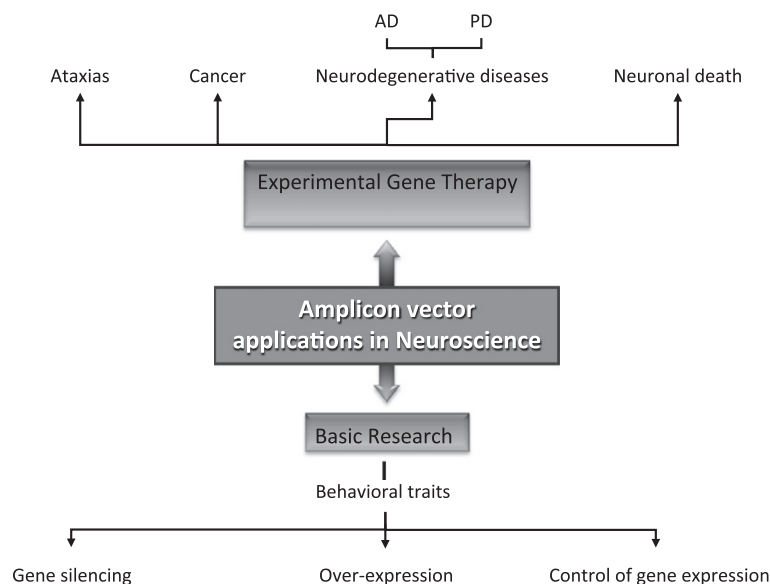 AD PD
Ataxias Cancer Neurodegenerative diseases Neuronal death
Experimental Gene Therapy
Amplicon vector
applications in Neuroscience
Basic Research
Behavioral traits
Gene silencing Over-expression Control of gene expression